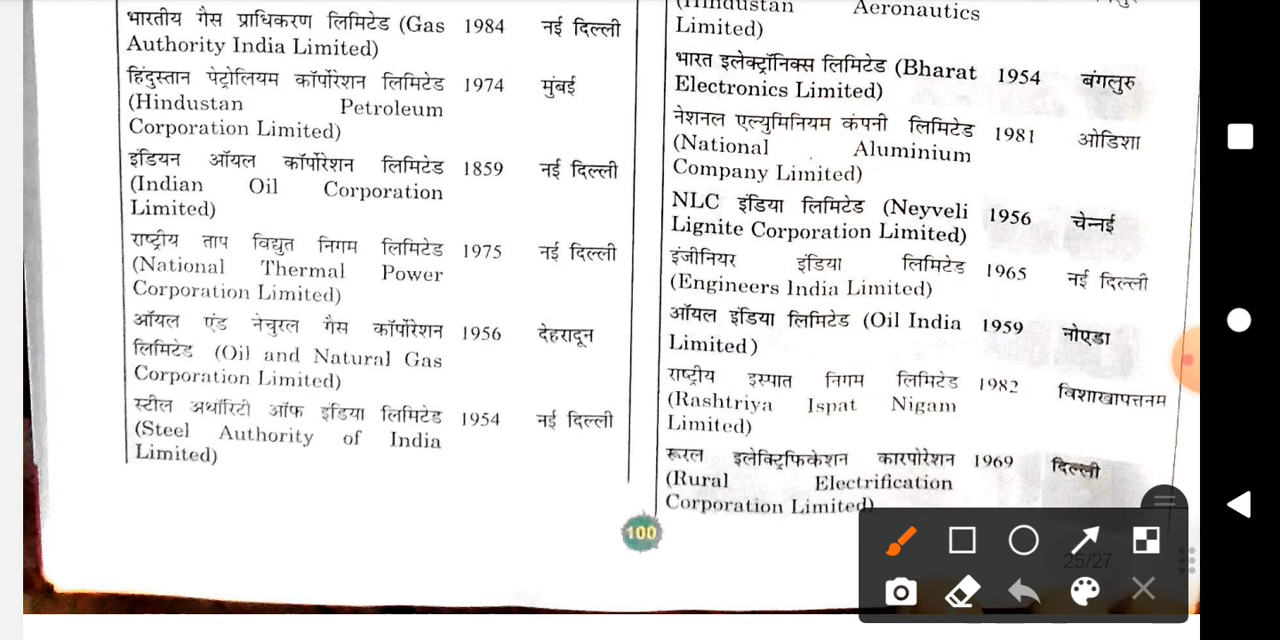 भारतीय गैस प्राधिकरण लिमिटेड (Gas 1984 नई दिल्ली
Authority India Limited)
हिंदुस्तान पेट्रोलियम कॉर्पोरेशन लिमिटेड 1974 मुंबई
(Hindustan Petroleum
Corporation Limited)
इंडियन ऑयल कॉर्पोरेशन लिमिटेड 1859 नई दिल्ली
(Indian Oil Corporation
Limited)
राष्ट्रीय ताप विद्युत निगम लिमिटेड 1975 नई दिल्ली
(National Thermal Power
Corporation Limited)
ऑयल एंड नेचुरल गैस कॉर्पोरेशन 1956 देहरादून
लिमिटेड (Oil and Natural Gas
Corporation Limited)
स्टील अथॉरिटी ऑफ इंडिया लिमिटेड 1954 नई दिल्ली
(Steel Authority of India
Limited)
(Hindustan Aeronautics
Limited)
भारत इलेक्ट्रॉनिक्स लिमिटेड (Bharat 1954 बंगलुरु
Electronics Limited)
नेशनल एल्युमिनियम कंपनी लिमिटेड 1981 ओडिशा
(National Aluminium
Company Limited)
NLC इंडिया लिमिटेड (Neyveli 1956 चेन्नई
Lignite Corporation Limited)
इंजीनियर इंडिया लिमिटेड 1965 नई दिल्ली
(Engineers India Limited)
ऑयल इंडिया लिमिटेड (Oil India 1959 नोएडा
Limited)
राष्ट्रीय इस्पात निगम लिमिटेड 1982 विशाखापत्तनम
(Rashtriya Ispat Nigam
Limited)
रूरल इलेक्ट्रिफिकेशन कारपोरेशन 1969 दिल्ली
(Rural Electrification
Corporation Limited)
100
25/27